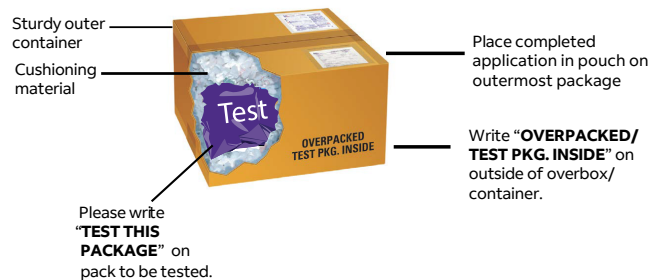 Sturdy outer
container
Cushioning
material
Test
OVERPACKED
TEST PKG. INSIDE
Place completed
application in pouch on
outermost package
Write “OVERPACKED/
TEST PKG. INSIDE” on
outside of overbox/
container.
Please write
“TEST THIS
PACKAGE” on
pack to be tested.